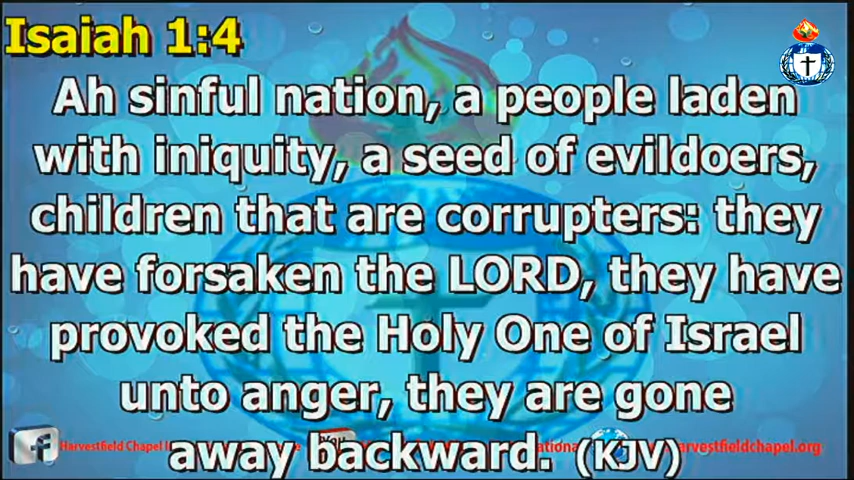 Isaiah 1:4
Ah sinful nation, a people laden
with iniquity, a seed of evildoers,
children that are corrupters: they
have forsaken the LORD, they have
provoked the Holy One of Israel
unto anger, they are gone
away backward. (KJV)
Harvestfield Chapel